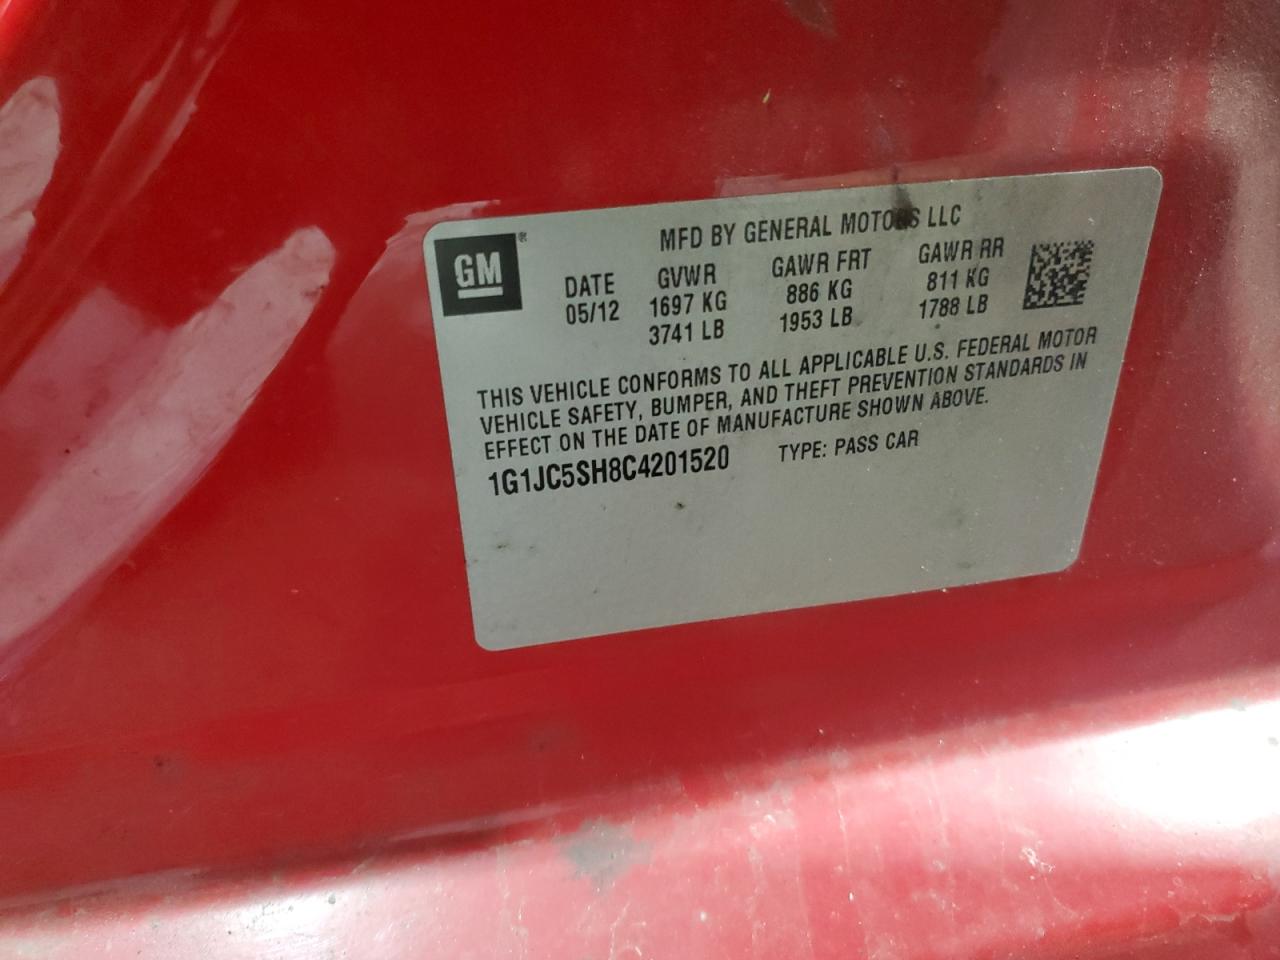 MFD BY GENERAL MOTORS LLC
GM®
DATE GVWR GAWR FRT GAWR RR
05/12 1697 KG 886 KG 811 KG
3741 LB 1953 LB 1788 LB
THIS VEHICLE CONFORMS TO ALL APPLICABLE U.S. FEDERAL MOTOR
VEHICLE SAFETY, BUMPER, AND THEFT PREVENTION STANDARDS IN
EFFECT ON THE DATE OF MANUFACTURE SHOWN ABOVE.
1G1JC5SH8C4201520 TYPE: PASS CAR